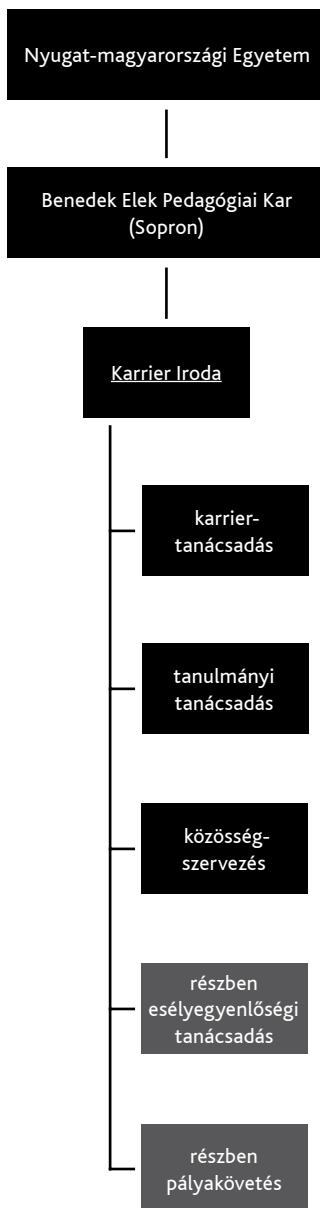 Nyugat-magyarországi Egyetem
Benedek Elek Pedagógiai Kar
(Sopron)
Karrier Iroda
karrier-
tanácsadás
tanulmányi
tanácsadás
közösség-
szervezés
részben
esélyegyenlőségi
tanácsadás
részben
pályakövetés